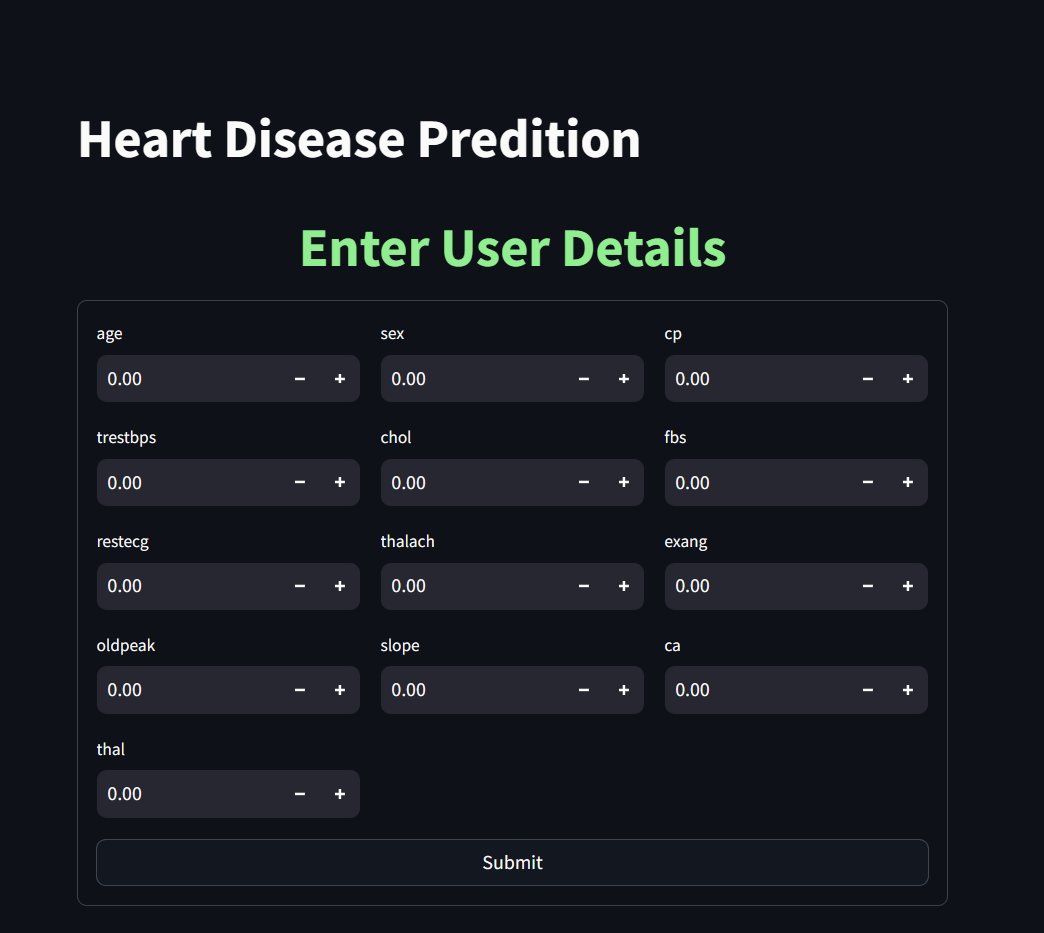 Heart Disease Predition
Enter User Details
age sex cp
0.00 − + 0.00 − + 0.00 − +
trestbps chol fbs
0.00 − + 0.00 − + 0.00 − +
restecg thalach exang
0.00 − + 0.00 − + 0.00 − +
oldpeak slope ca
0.00 − + 0.00 − + 0.00 − +
thal
0.00 − +
Submit